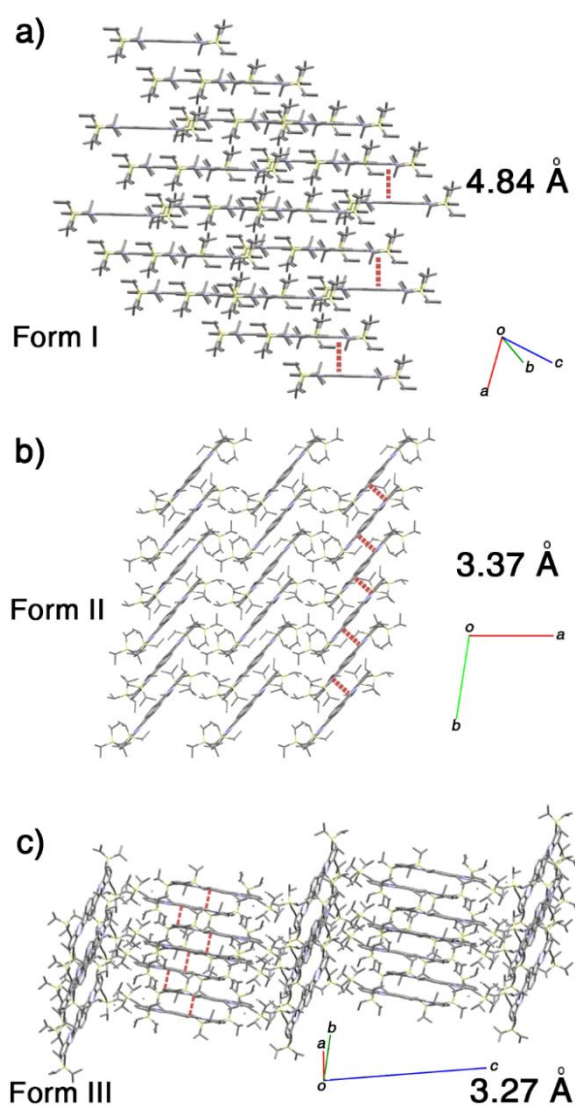 a)
4.84 Å
Form I
o
c
b
a
b)
3.37 Å
Form II
o
a
b
c)
b
a
o
c
Form III
3.27 Å